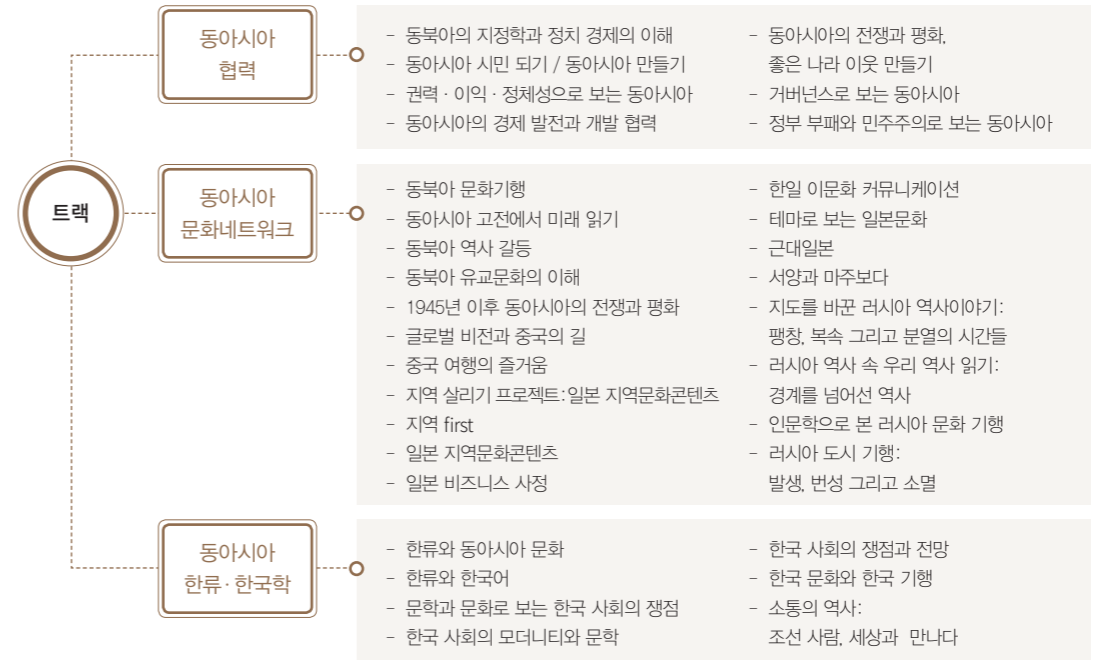 트랙
동아시아
협력
- 동북아의 지정학과 정치 경제의 이해
- 동아시아 시민 되기 / 동아시아 만들기
- 권력 · 이익 · 정체성으로 보는 동아시아
- 동아시아의 경제 발전과 개발 협력
- 동아시아의 전쟁과 평화,
좋은 나라 이웃 만들기
- 거버넌스로 보는 동아시아
- 정부 부패와 민주주의로 보는 동아시아
동아시아
문화네트워크
- 동북아 문화기행
- 동아시아 고전에서 미래 읽기
- 동북아 역사 갈등
- 동북아 유교문화의 이해
- 1945년 이후 동아시아의 전쟁과 평화
- 글로벌 비전과 중국의 길
- 중국 여행의 즐거움
- 지역 살리기 프로젝트:일본 지역문화콘텐츠
- 지역 first
- 일본 지역문화콘텐츠
- 일본 비즈니스 사정
- 한일 이문화 커뮤니케이션
- 테마로 보는 일본문화
- 근대일본
- 서양과 마주보다
- 지도를 바꾼 러시아 역사이야기:
팽창, 복속 그리고 분열의 시간들
- 러시아 역사 속 우리 역사 읽기:
경계를 넘어선 역사
- 인문학으로 본 러시아 문화 기행
- 러시아 도시 기행:
발생, 번성 그리고 소멸
동아시아
한류 · 한국학
- 한류와 동아시아 문화
- 한류와 한국어
- 문학과 문화로 보는 한국 사회의 쟁점
- 한국 사회의 모더니티와 문학
- 한국 사회의 쟁점과 전망
- 한국 문화와 한국 기행
- 소통의 역사:
조선 사람, 세상과 만나다